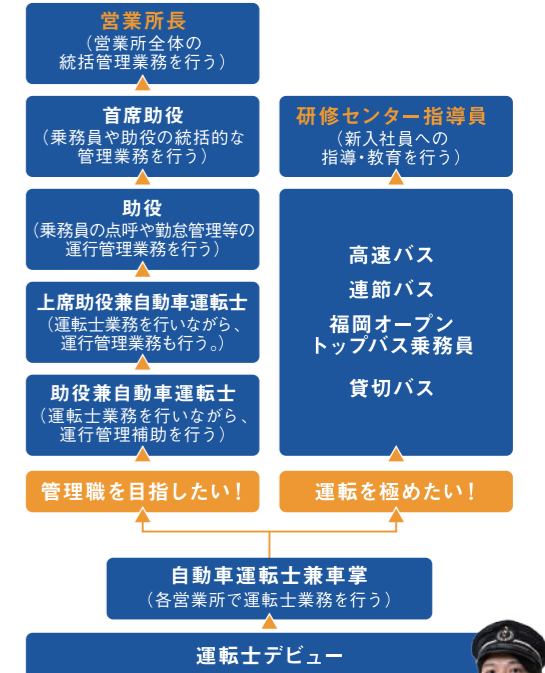 営業所長
（営業所全体の
統括管理業務を行う）
首席助役
（乗務員や助役の統括的な
管理業務を行う）
助役
（乗務員の点呼や勤怠管理等の
運行管理業務を行う）
上席助役兼自動車運転士
（運転士業務を行いながら、
運行管理業務も行う。）
助役兼自動車運転士
（運転士業務を行いながら、
運行管理補助を行う）
管理職を目指したい！
研修センター指導員
（新入社員への
指導・教育を行う）
高速バス
連節バス
福岡オープン
トップバス乗務員
貸切バス
運転を極めたい！
自動車運転士兼車掌
（各営業所で運転士業務を行う）
運転士デビュー